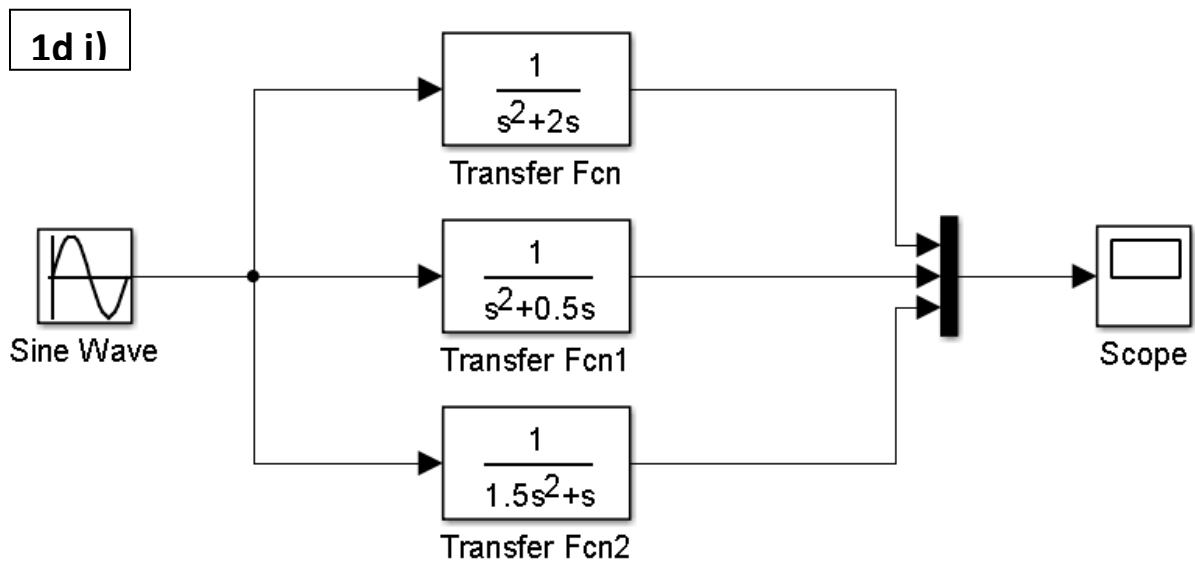 1d i)
1
s²+2s
Transfer Fcn
1
s²+0.5s
Transfer Fcn1
1
1.5s²+s
Transfer Fcn2
Sine Wave
Scope